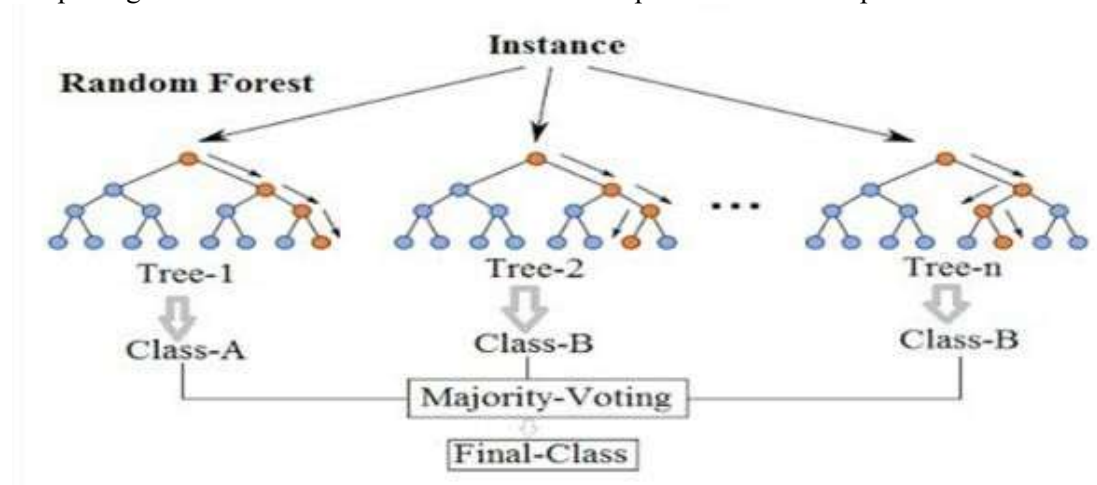 Instance
Random Forest
Tree-1
Tree-2
Tree-n
Class-A
Class-B
Class-B
Majority-Voting
Final-Class